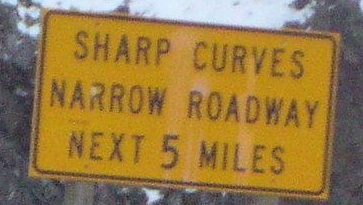 SHARP CURVES
NARROW ROADWAY
NEXT 5 MILES